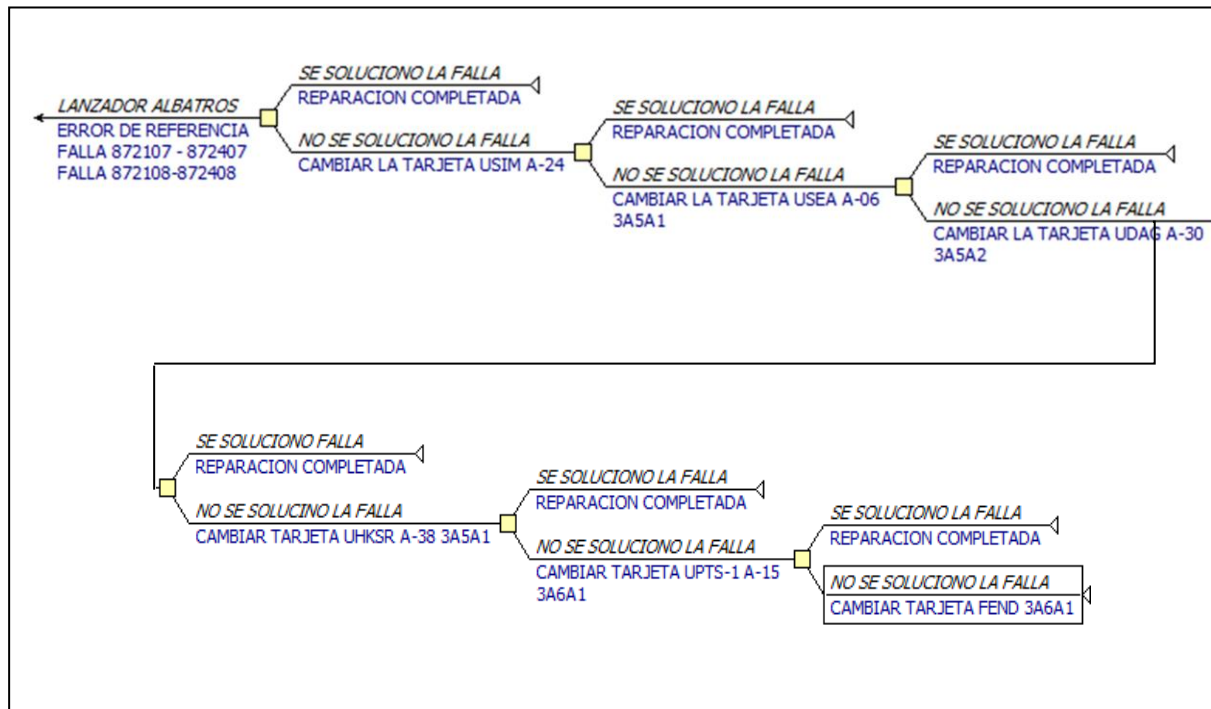 LANZADOR ALBATROS
ERROR DE REFERENCIA
FALLA 872107 - 872407
FALLA 872108-872408
SE SOLUCIONO LA FALLA
REPARACION COMPLETADA
NO SE SOLUCIONO LA FALLA
CAMBIAR LA TARJETA USIM A-24
SE SOLUCIONO LA FALLA
REPARACION COMPLETADA
NO SE SOLUCIONO LA FALLA
CAMBIAR LA TARJETA USEA A-06
3A5A1
SE SOLUCIONO LA FALLA
REPARACION COMPLETADA
NO SE SOLUCIONO LA FALLA
CAMBIAR LA TARJETA UDAG A-30
3A5A2
SE SOLUCIONO FALLA
REPARACION COMPLETADA
NO SE SOLUCINO LA FALLA
CAMBIAR TARJETA UHKSR A-38 3A5A1
SE SOLUCIONO LA FALLA
REPARACION COMPLETADA
NO SE SOLUCIONO LA FALLA
CAMBIAR TARJETA UPTS-1 A-15
3A6A1
SE SOLUCIONO LA FALLA
REPARACION COMPLETADA
NO SE SOLUCIONO LA FALLA
CAMBIAR TARJETA FEND 3A6A1